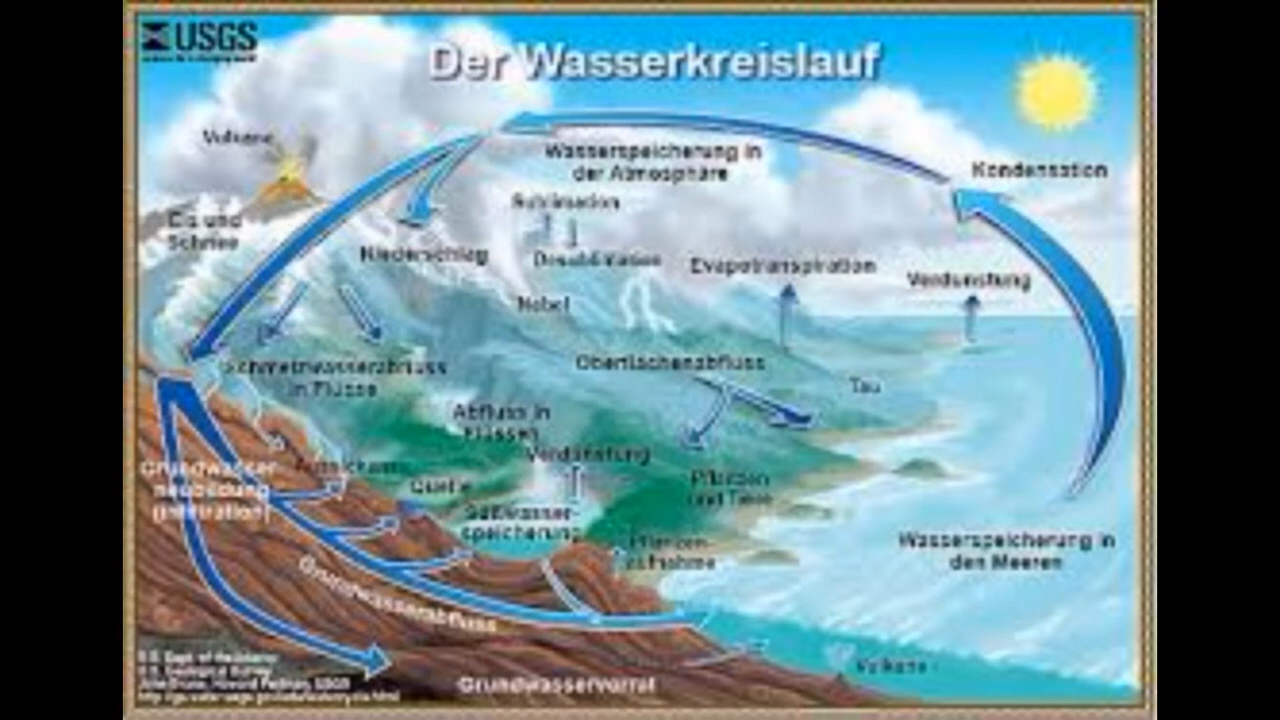 USGS
Der Wasserkreislauf
Vulkane
Wasserspeicherung in
der Atmosphäre
Kondensation
Sublimation
Eis und
Schnee
Niederschlag
Desublimation
Evapotranspiration
Verdunstung
Nebel
Oberflächenabfluss
Schmelzwasserabfluss
in Flüsse
Tau
Abfluss in
Flüssen
Verdunstung
Grundwasser-
neubildung
(Infiltration)
Quelle
Pflanzen
und Tiere
Süßwasser-
speicherung
Pflanzen-
aufnahme
Wasserspeicherung in
den Meeren
Grundwasserabfluss
Vulkane
Grundwasservorrat